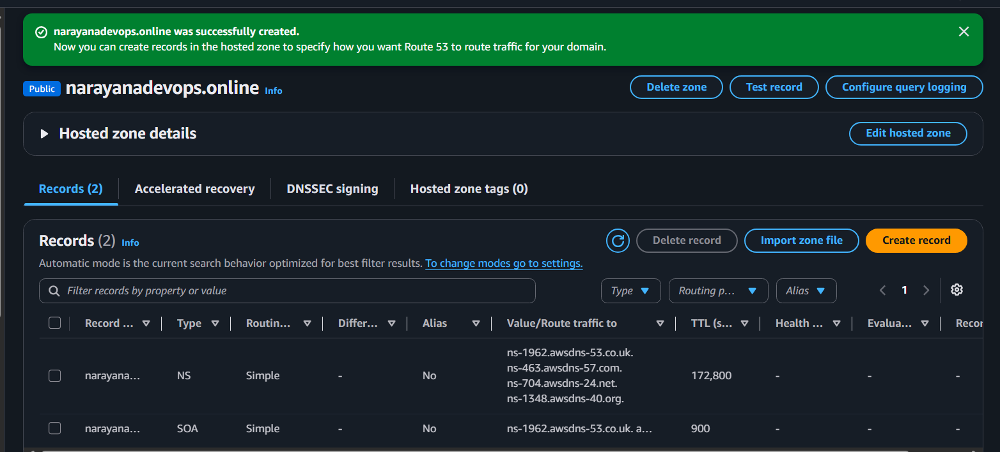 narayanadevops.online was successfully created.
Now you can create records in the hosted zone to specify how you want Route 53 to route traffic for your domain.
Public narayanadevops.online Info Delete zone Test record Configure query logging
Hosted zone details Edit hosted zone
Records (2) Accelerated recovery DNSSEC signing Hosted zone tags (0)
Records (2) Info Delete record Import zone file Create record
Automatic mode is the current search behavior optimized for best filter results. To change modes go to settings.
Filter records by property or value Type Routing p... Alias 1
Record ... Type Routin... Differ... Alias Value/Route traffic to TTL (s... Health ... Evalua... Recor
narayana... NS Simple - No ns-1962.awsdns-53.co.uk. 172,800 - - -
ns-463.awsdns-57.com.
ns-704.awsdns-24.net.
ns-1348.awsdns-40.org.
narayana... SOA Simple - No ns-1962.awsdns-53.co.uk. a... 900 - - -